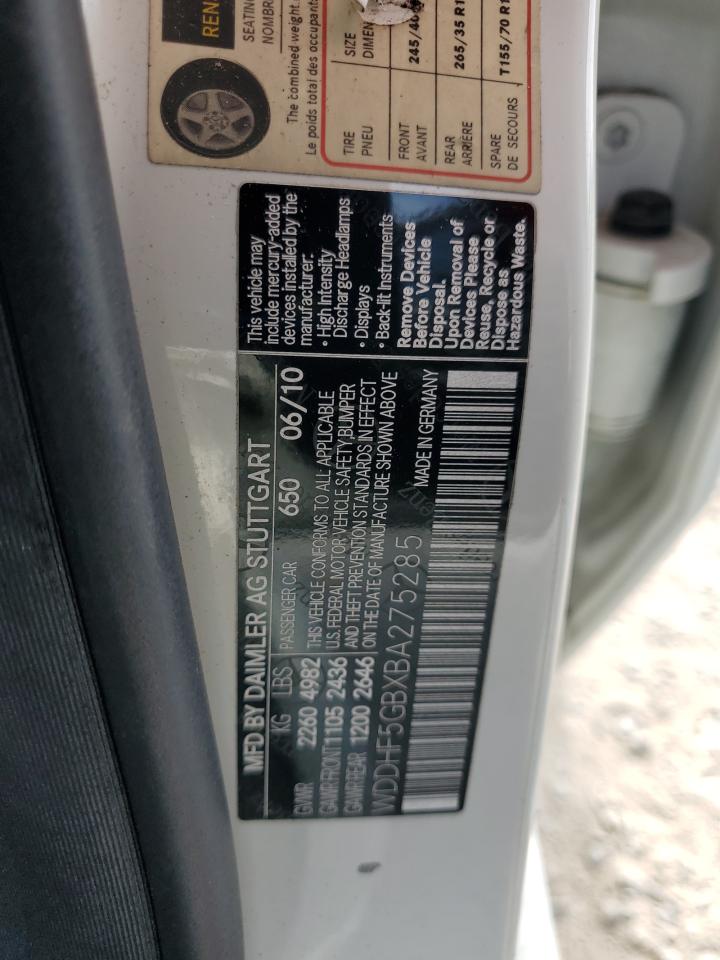 REN
SEATING
NOMBR
The combined weight
Le poids total des occupants
TIRE SIZE
PNEU DIMEN
FRONT 245/40
AVANT
REAR 265/35 R1
ARRIÈRE
SPARE T155/70 R1
DE SECOURS
MFD BY DAIMLER AG STUTTGART
KG LBS PASSENGER CAR 650 06/10
GVWR 2260 4982 THIS VEHICLE CONFORMS TO ALL APPLICABLE
GAWR FRONT 1105 2436 U.S. FEDERAL MOTOR VEHICLE SAFETY, BUMPER
GAWR REAR 1200 2646 AND THEFT PREVENTION STANDARDS IN EFFECT
ON THE DATE OF MANUFACTURE SHOWN ABOVE
WDDHF5GBXBA275285 MADE IN GERMANY
This vehicle may
include mercury-added
devices installed by the
manufacturer:
• High Intensity
Discharge Headlamps
• Displays
• Back-lit Instruments
Remove Devices
Before Vehicle
Disposal.
Upon Removal of
Devices Please
Reuse, Recycle or
Dispose as
Hazardous Waste.